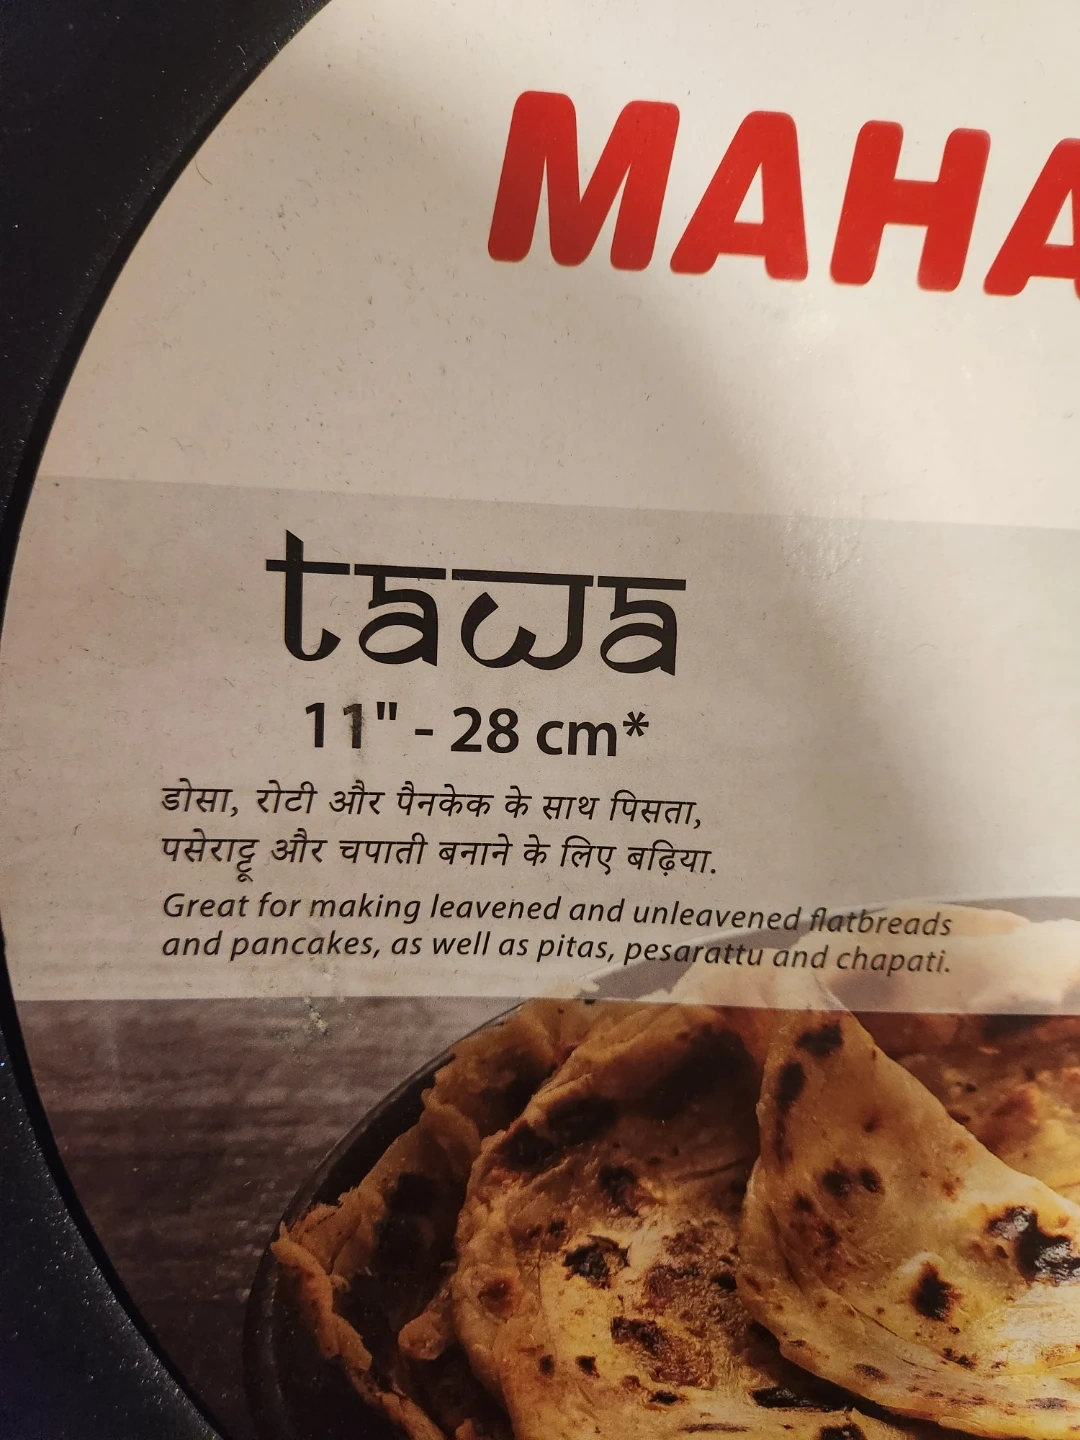 MAHA
tawa
11" - 28 cm*
डोसा, रोटी और पैनकेक के साथ पिसता,
पसेराट्टू और चपाती बनाने के लिए बढ़िया.
Great for making leavened and unleavened flatbreads
and pancakes, as well as pitas, pesarattu and chapati.